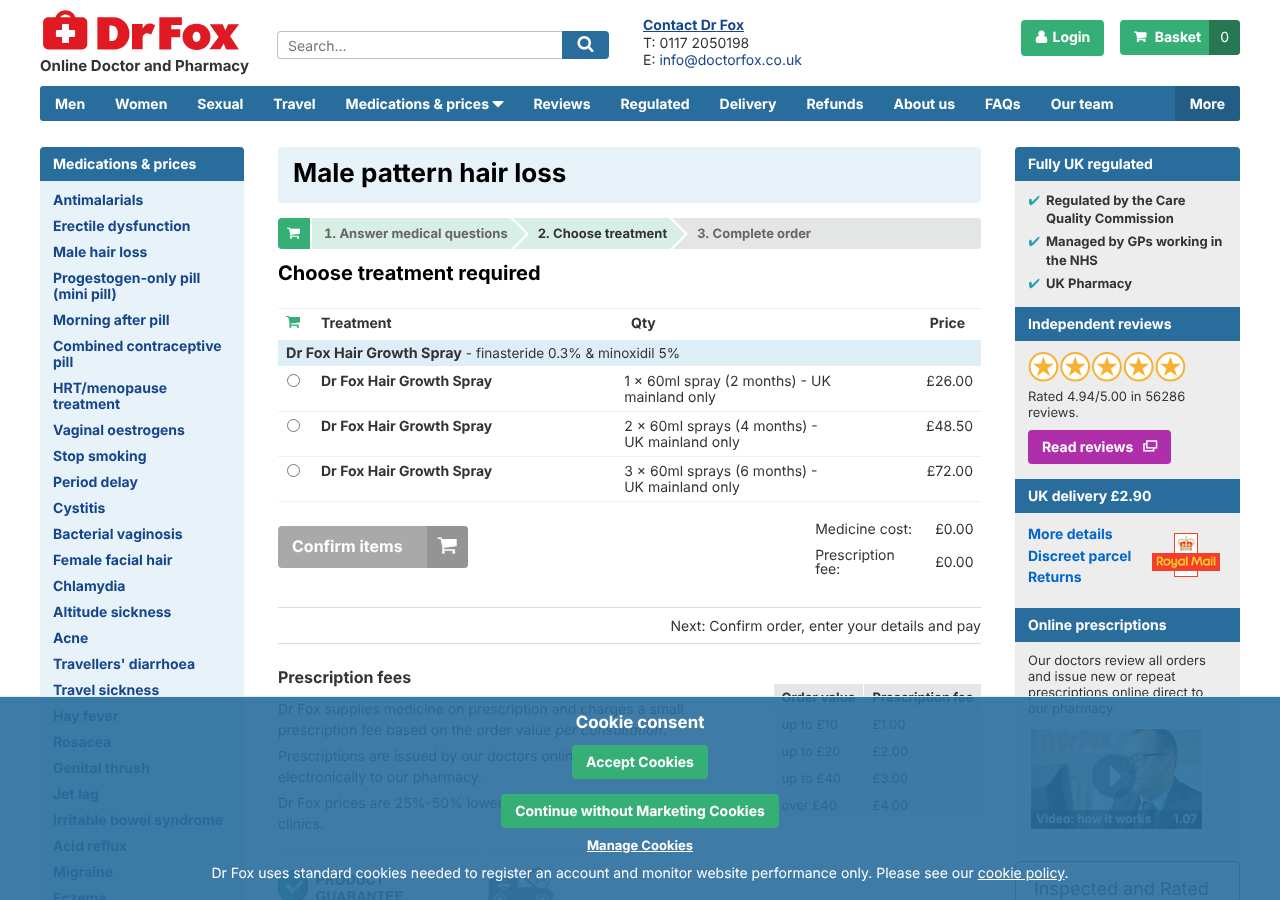 Dr Fox
Online Doctor and Pharmacy
Search...
Contact Dr Fox
T: 0117 2050198
E: info@doctorfox.co.uk
Login
Basket 0
Men Women Sexual Travel Medications & prices Reviews Regulated Delivery Refunds About us FAQs Our team More
Medications & prices
Antimalarials
Erectile dysfunction
Male hair loss
Progestogen-only pill
(mini pill)
Morning after pill
Combined contraceptive
pill
HRT/menopause
treatment
Vaginal oestrogens
Stop smoking
Period delay
Cystitis
Bacterial vaginosis
Female facial hair
Chlamydia
Altitude sickness
Acne
Travellers' diarrhoea
Travel sickness
Hay fever
Rosacea
Genital thrush
Jet lag
Irritable bowel syndrome
Acid reflux
Migraine
Eczema
Male pattern hair loss
1. Answer medical questions 2. Choose treatment 3. Complete order
Choose treatment required
Treatment Qty Price
Dr Fox Hair Growth Spray - finasteride 0.3% & minoxidil 5%
Dr Fox Hair Growth Spray 1 × 60ml spray (2 months) - UK £26.00
mainland only
Dr Fox Hair Growth Spray 2 × 60ml sprays (4 months) - £48.50
UK mainland only
Dr Fox Hair Growth Spray 3 × 60ml sprays (6 months) - £72.00
UK mainland only
Confirm items
Medicine cost: £0.00
Prescription £0.00
fee:
Next: Confirm order, enter your details and pay
Prescription fees
Dr Fox supplies medicine on prescription and charges a small
prescription fee based on the order value per consultation.
Prescriptions are issued by our doctors onlin
electronically to our pharmacy.
Dr Fox prices are 25%-50% lowe
clinics.
Order value Prescription fee
up to £10 £1.00
up to £20 £2.00
up to £40 £3.00
over £40 £4.00
PRODUCT
GUARANTEE
Fully UK regulated
Regulated by the Care
Quality Commission
Managed by GPs working in
the NHS
UK Pharmacy
Independent reviews
Rated 4.94/5.00 in 56286
reviews.
Read reviews
UK delivery £2.90
More details
Discreet parcel
Returns
Royal Mail
Online prescriptions
Our doctors review all orders
and issue new or repeat
prescriptions online direct to
our pharmacy.
Dr Fox
Video: how it works 1.07
Inspected and Rated
Cookie consent
Accept Cookies
Continue without Marketing Cookies
Manage Cookies
Dr Fox uses standard cookies needed to register an account and monitor website performance only. Please see our cookie policy.